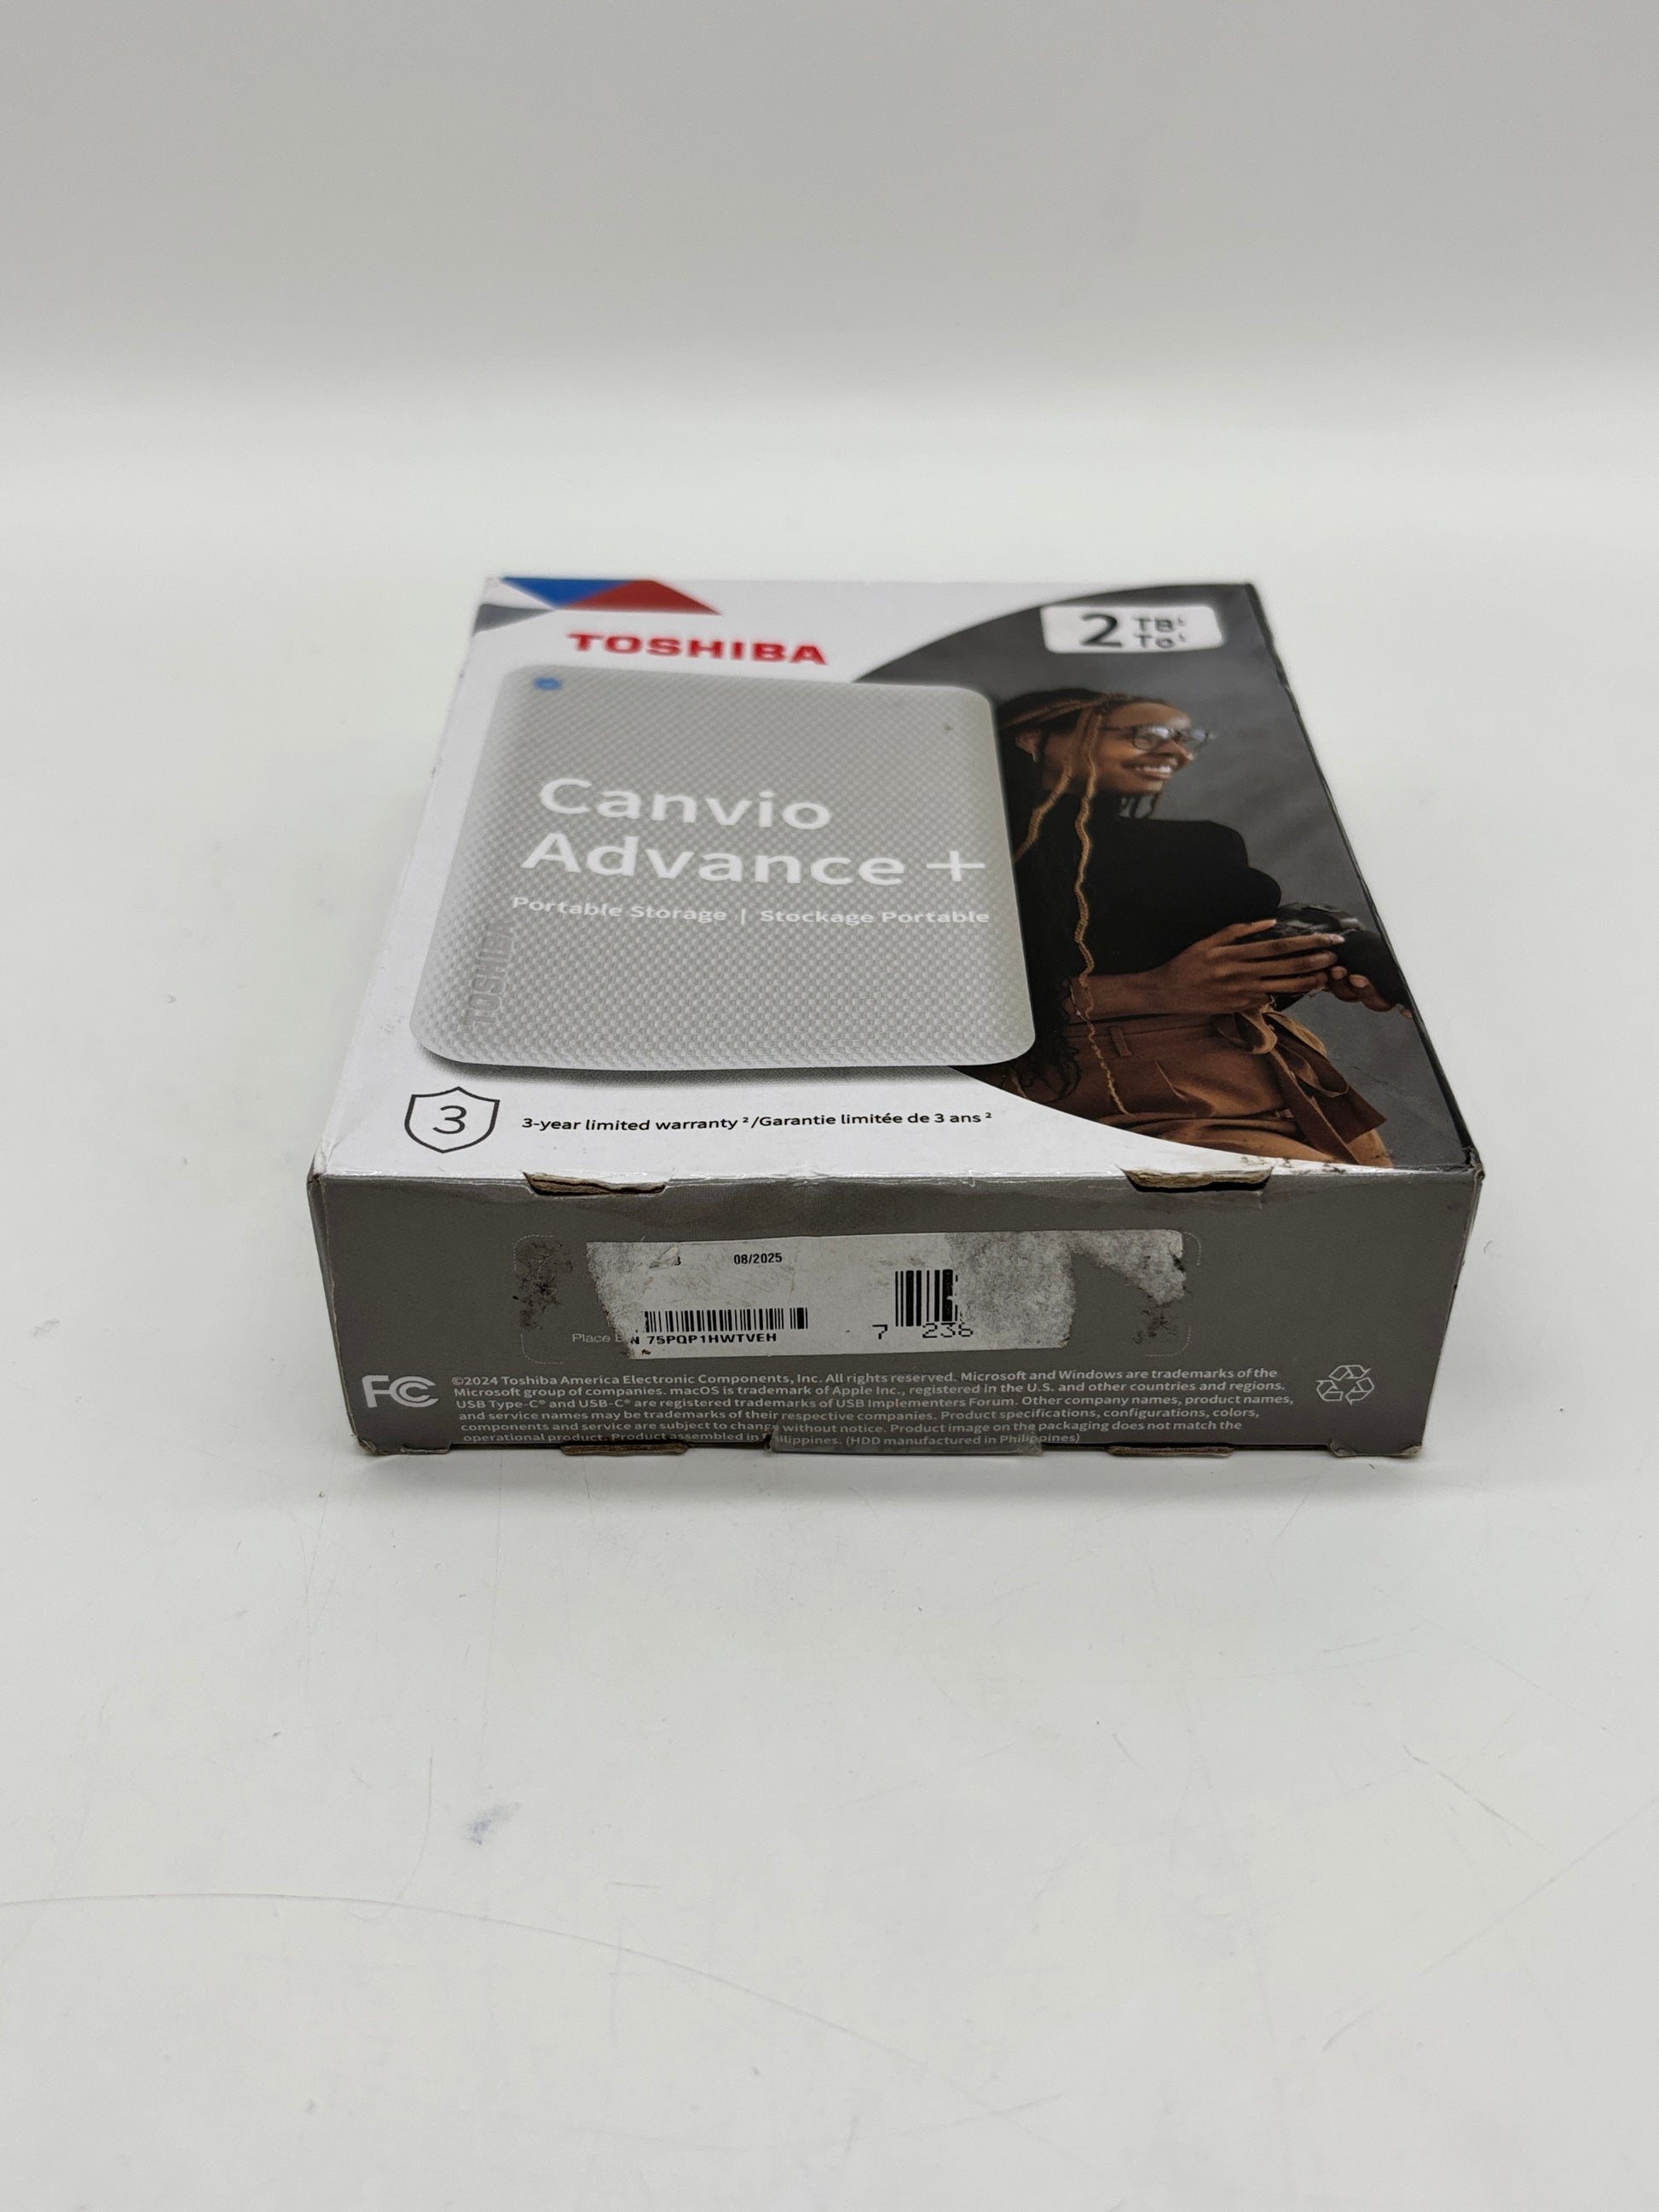 TOSHIBA
2 TB¹
To¹
Canvio
Advance +
Portable Storage | Stockage Portable
TOSHIBA
3
3-year limited warranty ² /Garantie limitée de 3 ans ²
08/2025
Place
N 75PQP1HWTVEH
7 236
FC
©2024 Toshiba America Electronic Components, Inc. All rights reserved. Microsoft and Windows are trademarks of the
Microsoft group of companies. macOS is trademark of Apple Inc., registered in the U.S. and other countries and regions.
USB Type-C® and USB-C® are registered trademarks of USB Implementers Forum. Other company names, product names,
and service names may be trademarks of their respective companies. Product specifications, configurations, colors,
components and service are subject to change without notice. Product image on the packaging does not match the
operational product. Product assembled in Philippines. (HDD manufactured in Philippines)